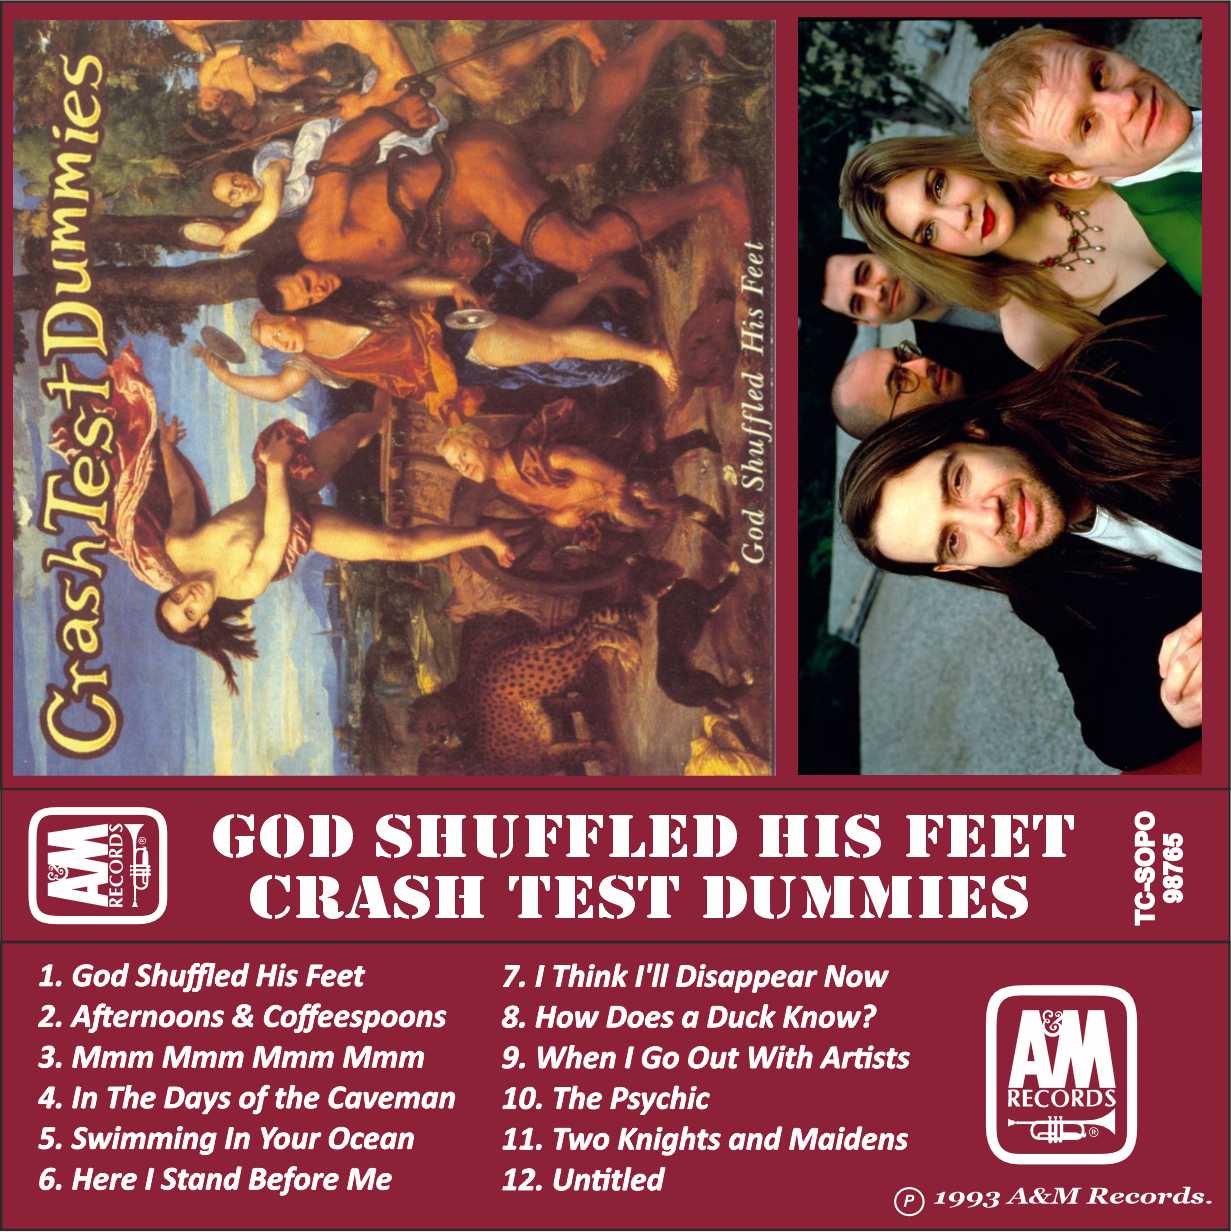 Crash Test Dummies
God Shuffled His Feet
A&M
RECORDS
®
GOD SHUFFLED HIS FEET
CRASH TEST DUMMIES
TC-SOPO
98765
1. God Shuffled His Feet
2. Afternoons & Coffeespoons
3. Mmm Mmm Mmm Mmm
4. In The Days of the Caveman
5. Swimming In Your Ocean
6. Here I Stand Before Me
7. I Think I'll Disappear Now
8. How Does a Duck Know?
9. When I Go Out With Artists
10. The Psychic
11. Two Knights and Maidens
12. Untitled
A&M
RECORDS
®
℗ 1993 A&M Records.